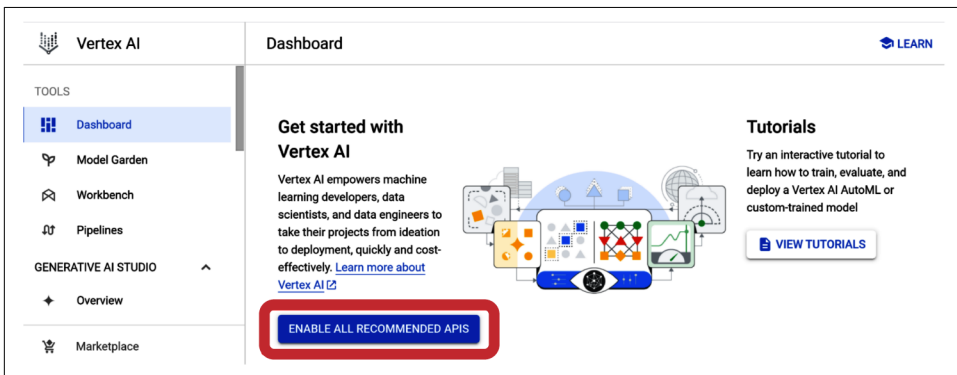 Vertex AI
Dashboard
LEARN
TOOLS
Dashboard
Model Garden
Workbench
Pipelines
GENERATIVE AI STUDIO
Overview
Marketplace
Get started with
Vertex AI
Vertex AI empowers machine
learning developers, data
scientists, and data engineers to
take their projects from ideation
to deployment, quickly and cost-
effectively. Learn more about
Vertex AI
ENABLE ALL RECOMMENDED APIS
Tutorials
Try an interactive tutorial to
learn how to train, evaluate, and
deploy a Vertex AI AutoML or
custom-trained model
VIEW TUTORIALS